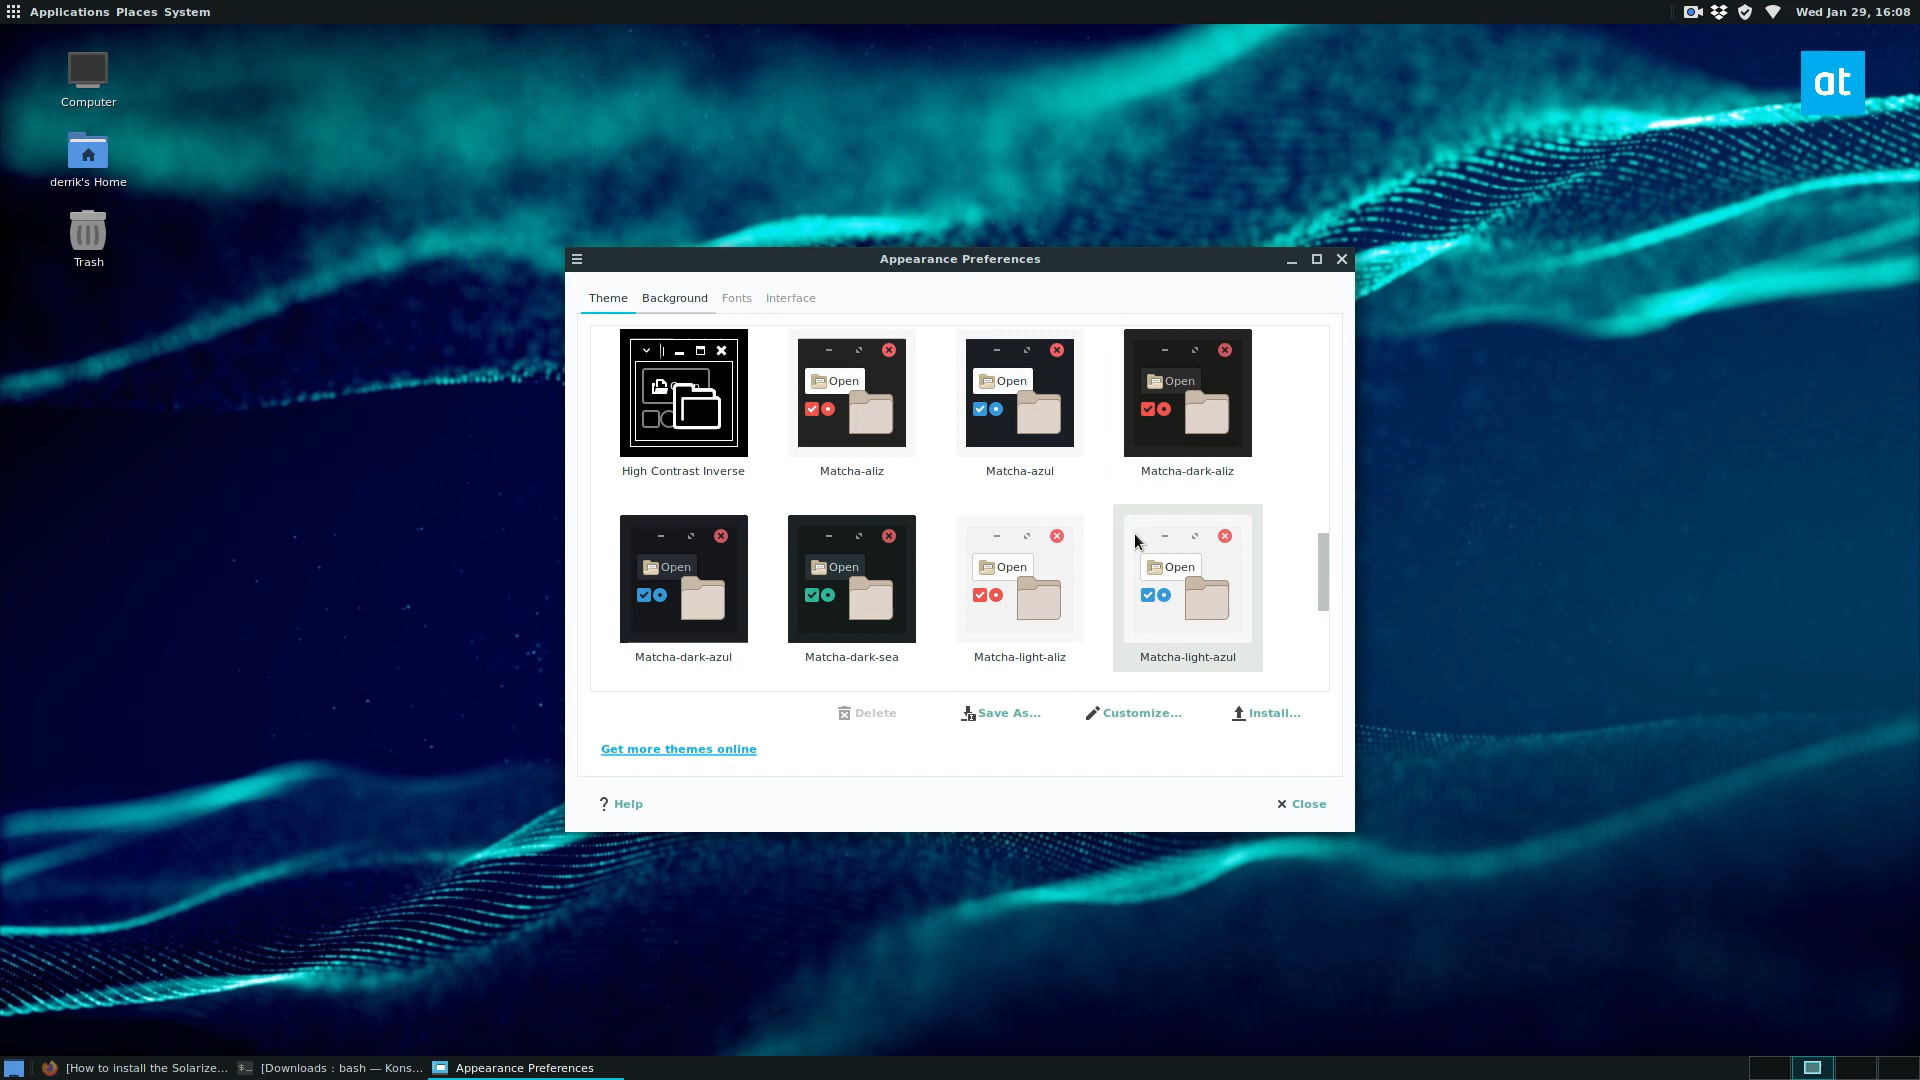 Applications Places System
Wed Jan 29, 16:08
at
Computer
derrik's Home
Trash
Appearance Preferences
Theme Background Fonts Interface
Open Open Open
High Contrast Inverse Matcha-aliz Matcha-azul Matcha-dark-aliz
Open Open Open Open
Matcha-dark-azul Matcha-dark-sea Matcha-light-aliz Matcha-light-azul
Delete Save As... Customize... Install...
Get more themes online
? Help Close
[How to install the Solarize... [Downloads : bash — Kons... Appearance Preferences